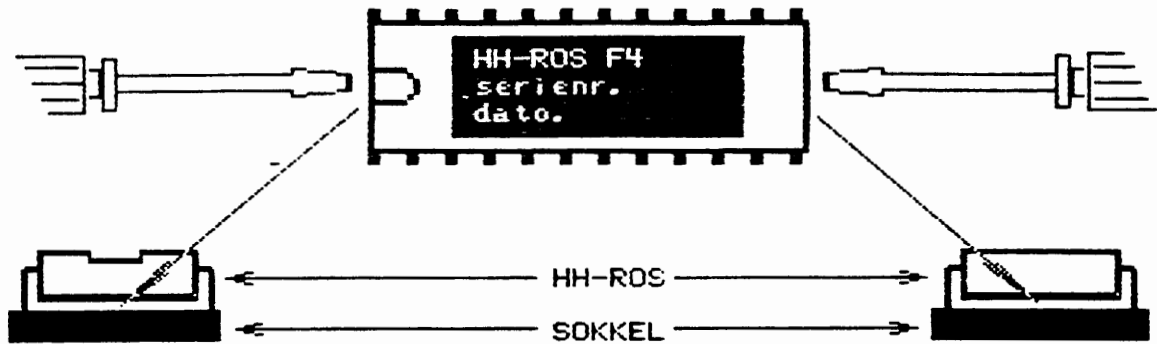 HH-ROS F4
serienr.
dato.
HH-ROS
SOKKEL